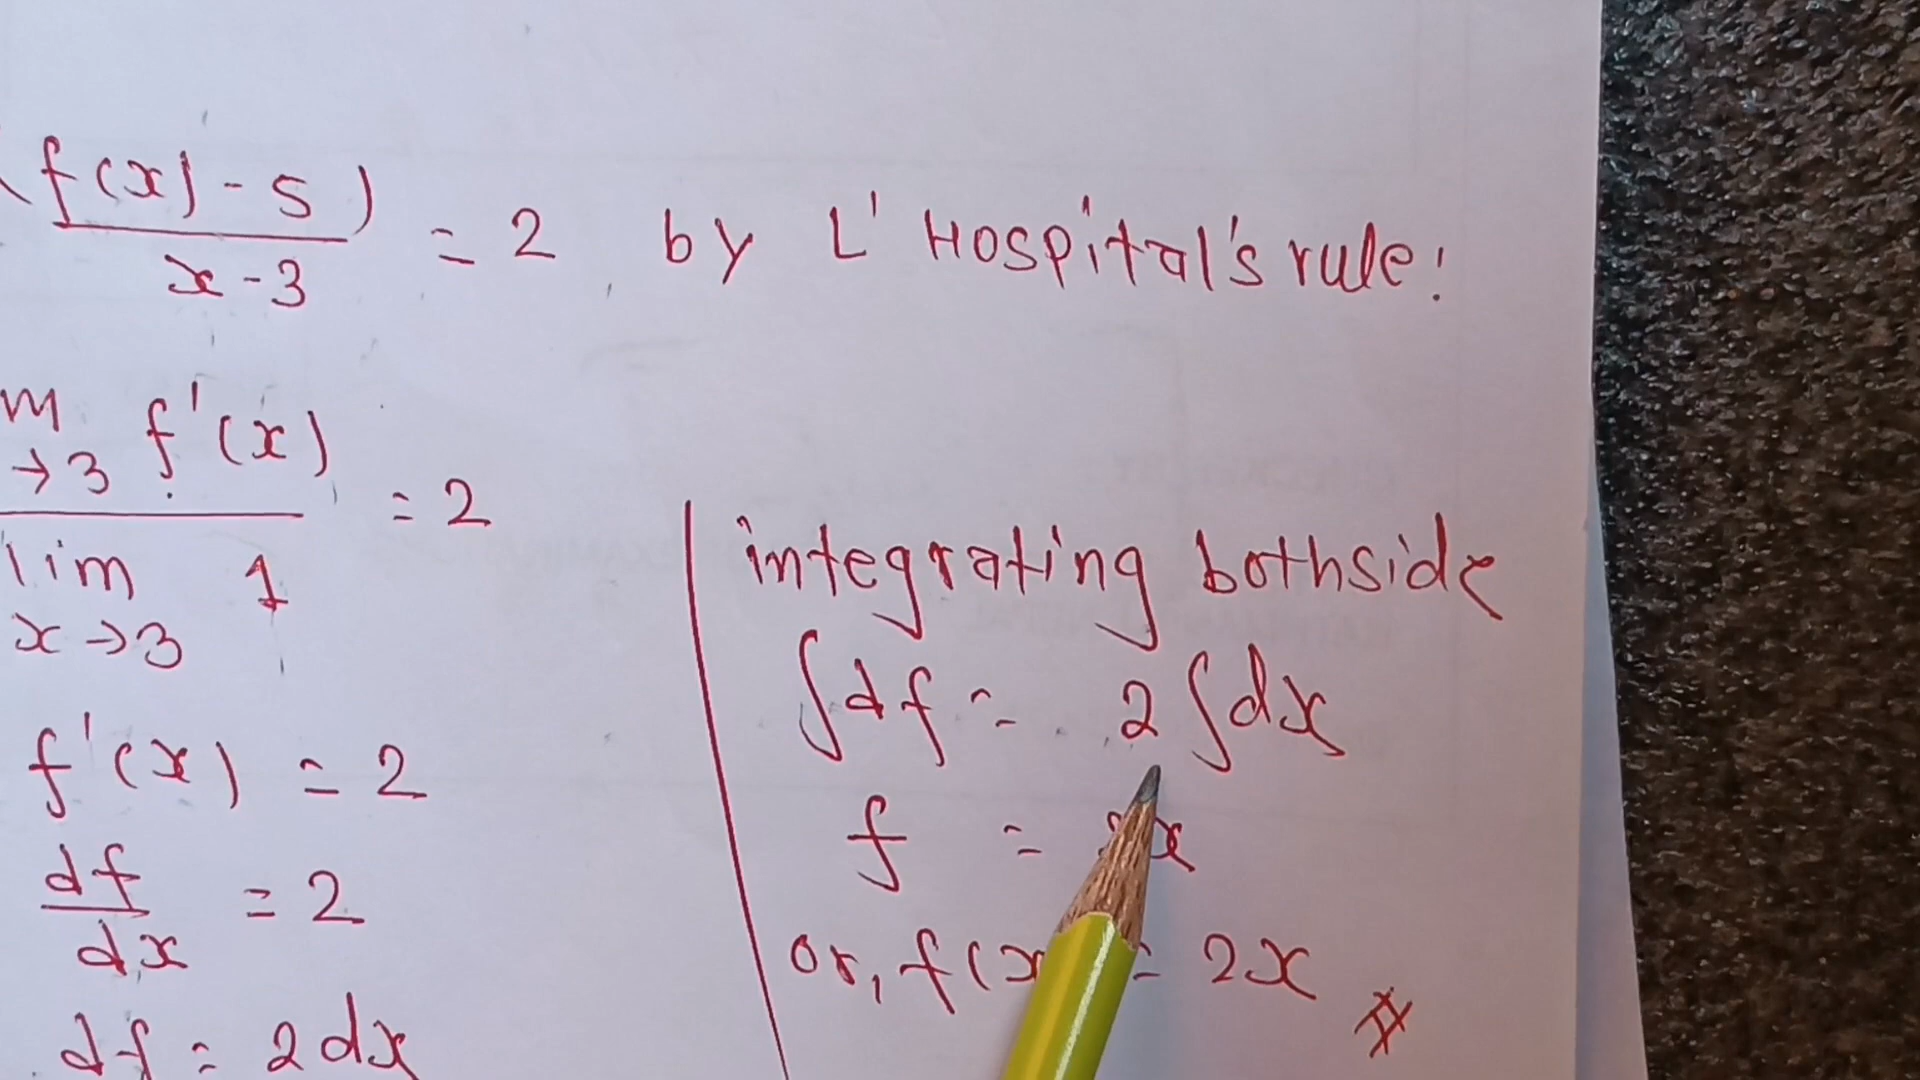 (f(x) - 5) / x - 3 = 2, by L' Hospital's rule:
m x→3 f'(x) / lim x→3 1 = 2
f'(x) = 2
df/dx = 2
df = 2dx
integrating bothside
∫df = 2∫dx
f = x
or, f(x = 2x